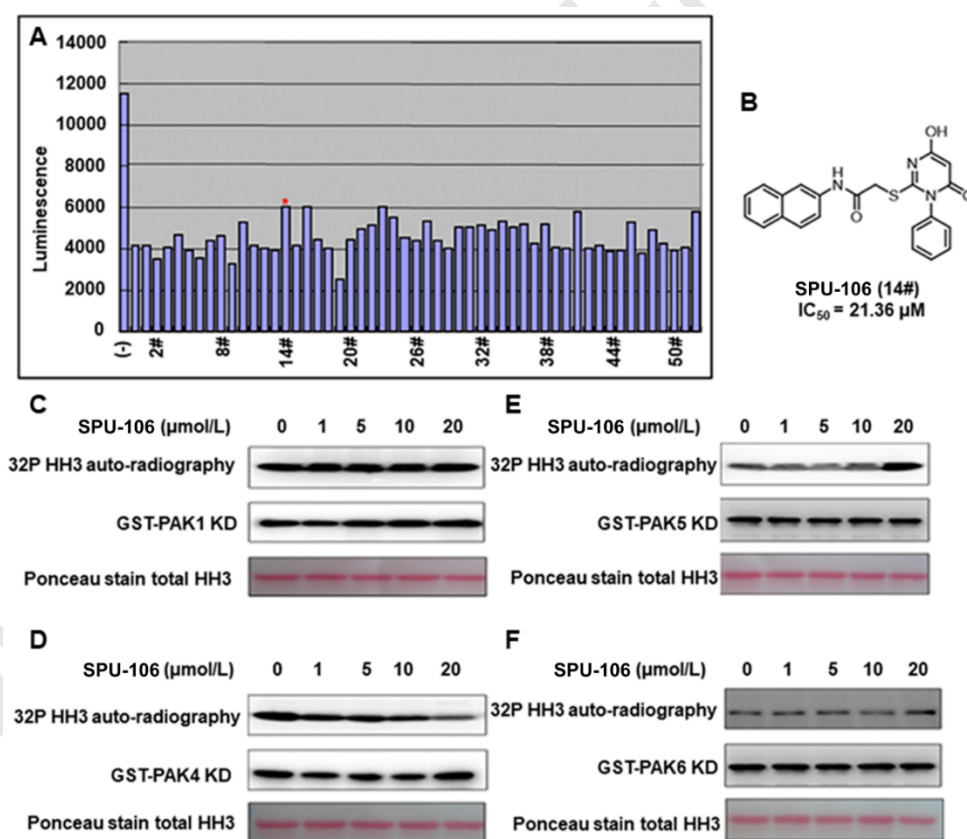 A
14000
12000
10000
8000
6000
4000
2000
0
Luminescence
(-) 2# 8# 14# 20# 26# 32# 38# 44# 50#
*
B
OH
N
N
O
S
O
H
N
SPU-106 (14#)
IC₅₀ = 21.36 µM
C
SPU-106 (µmol/L) 0 1 5 10 20
32P HH3 auto-radiography
GST-PAK1 KD
Ponceau stain total HH3
E
SPU-106 (µmol/L) 0 1 5 10 20
32P HH3 auto-radiography
GST-PAK5 KD
Ponceau stain total HH3
D
SPU-106 (µmol/L) 0 1 5 10 20
32P HH3 auto-radiography
GST-PAK4 KD
Ponceau stain total HH3
F
SPU-106 (µmol/L) 0 1 5 10 20
32P HH3 auto-radiography
GST-PAK6 KD
Ponceau stain total HH3